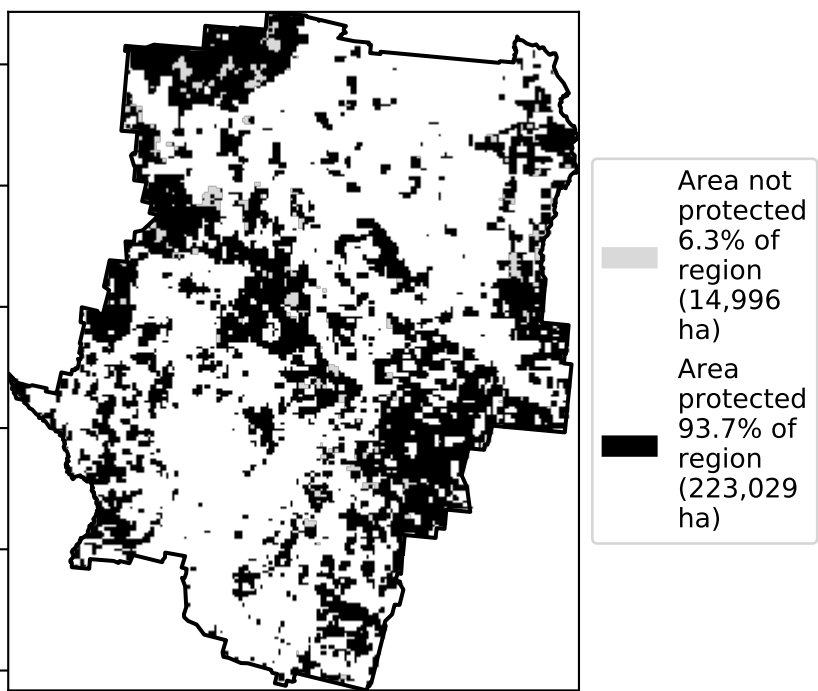 Area not
protected
6.3% of
region
(14,996
ha)
Area
protected
93.7% of
region
(223,029
ha)